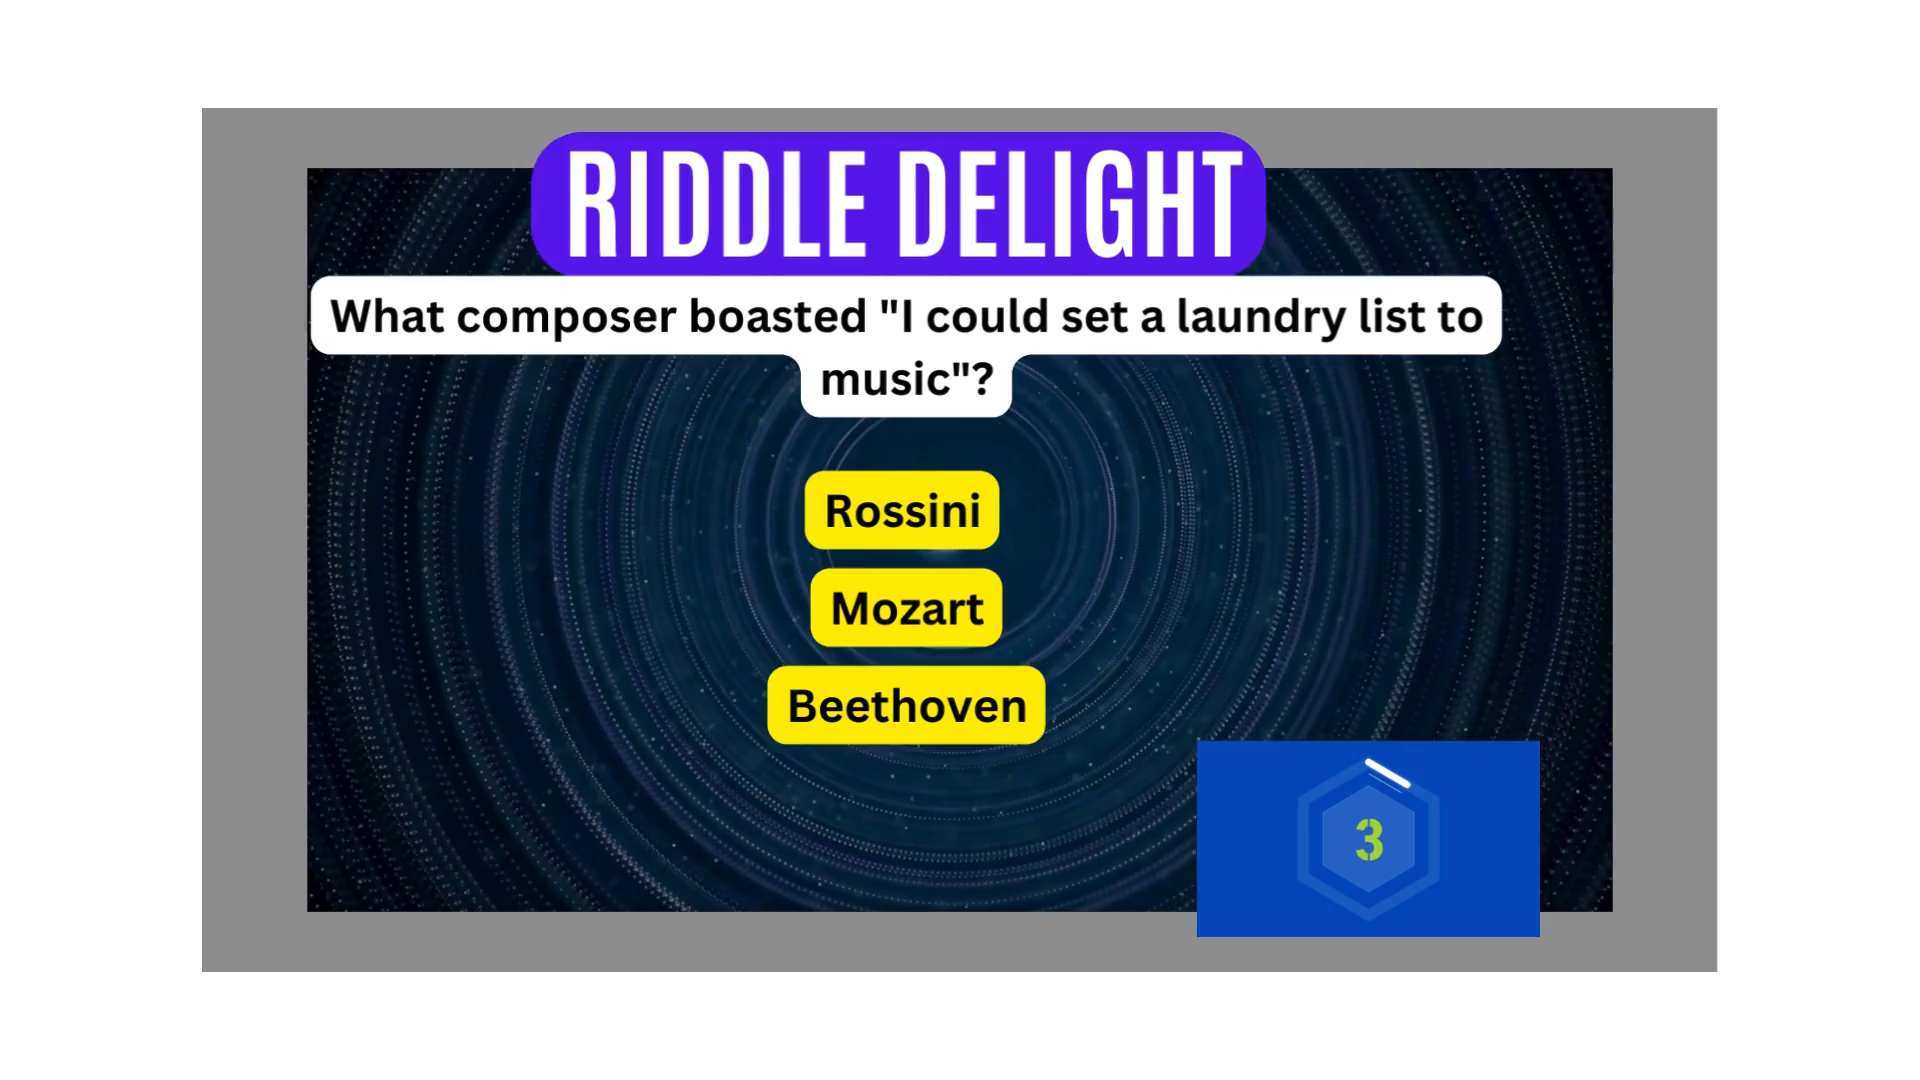 RIDDLE DELIGHT
What composer boasted "I could set a laundry list to
music"?
Rossini
Mozart
Beethoven
3